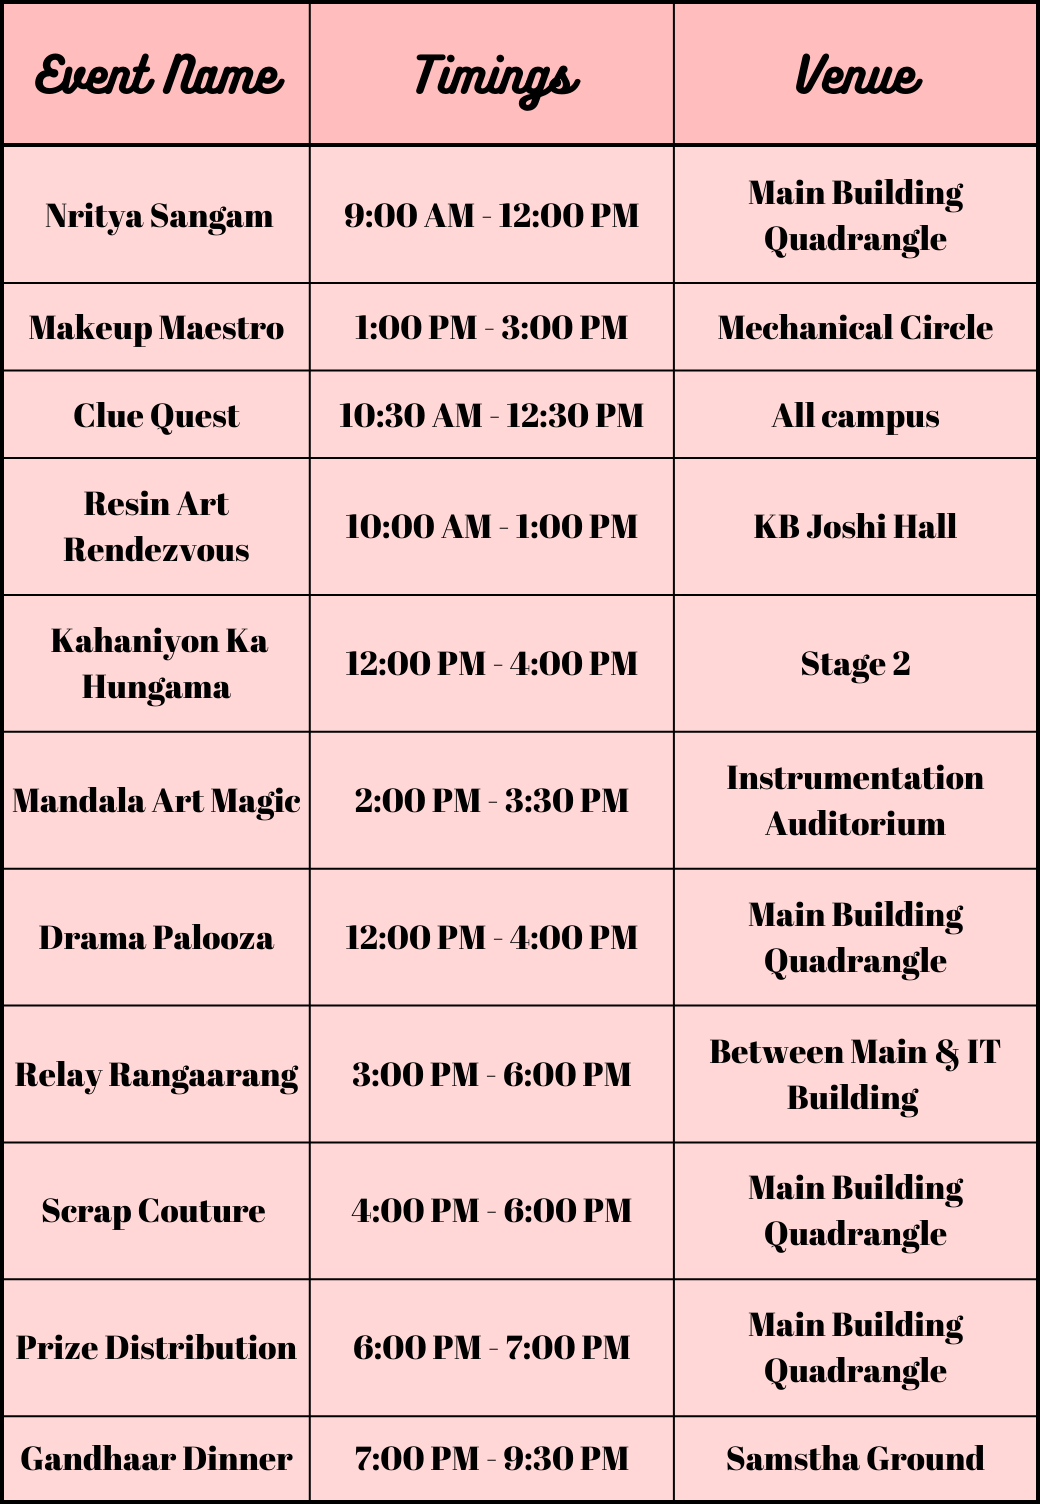 Event Name Timings Venue
Nritya Sangam 9:00 AM - 12:00 PM Main Building
Quadrangle
Makeup Maestro 1:00 PM - 3:00 PM Mechanical Circle
Clue Quest 10:30 AM - 12:30 PM All campus
Resin Art
Rendezvous 10:00 AM - 1:00 PM KB Joshi Hall
Kahaniyon Ka
Hungama 12:00 PM - 4:00 PM Stage 2
Mandala Art Magic 2:00 PM - 3:30 PM Instrumentation
Auditorium
Drama Palooza 12:00 PM - 4:00 PM Main Building
Quadrangle
Relay Rangaarang 3:00 PM - 6:00 PM Between Main & IT
Building
Scrap Couture 4:00 PM - 6:00 PM Main Building
Quadrangle
Prize Distribution 6:00 PM - 7:00 PM Main Building
Quadrangle
Gandhaar Dinner 7:00 PM - 9:30 PM Samstha Ground